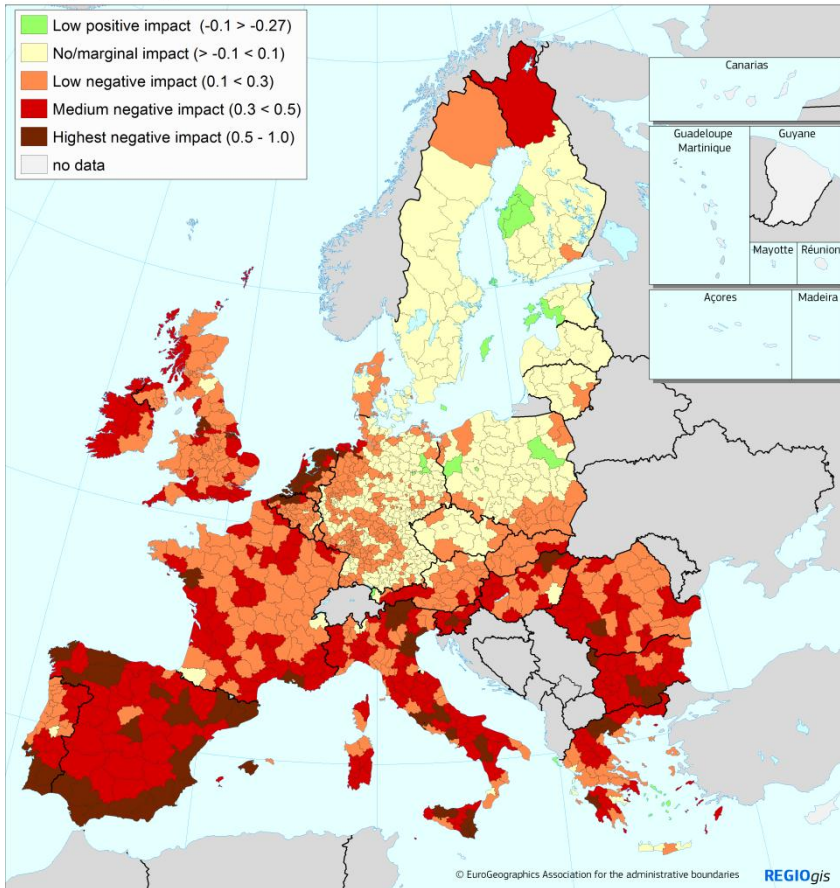 Low positive impact (-0.1 > -0.27)
No/marginal impact (> -0.1 < 0.1)
Low negative impact (0.1 < 0.3)
Medium negative impact (0.3 < 0.5)
Highest negative impact (0.5 - 1.0)
no data
Canarias
Guadeloupe
Martinique
Guyane
Mayotte
Réunion
Açores
Madeira
© EuroGeographics Association for the administrative boundaries
REGIOgis